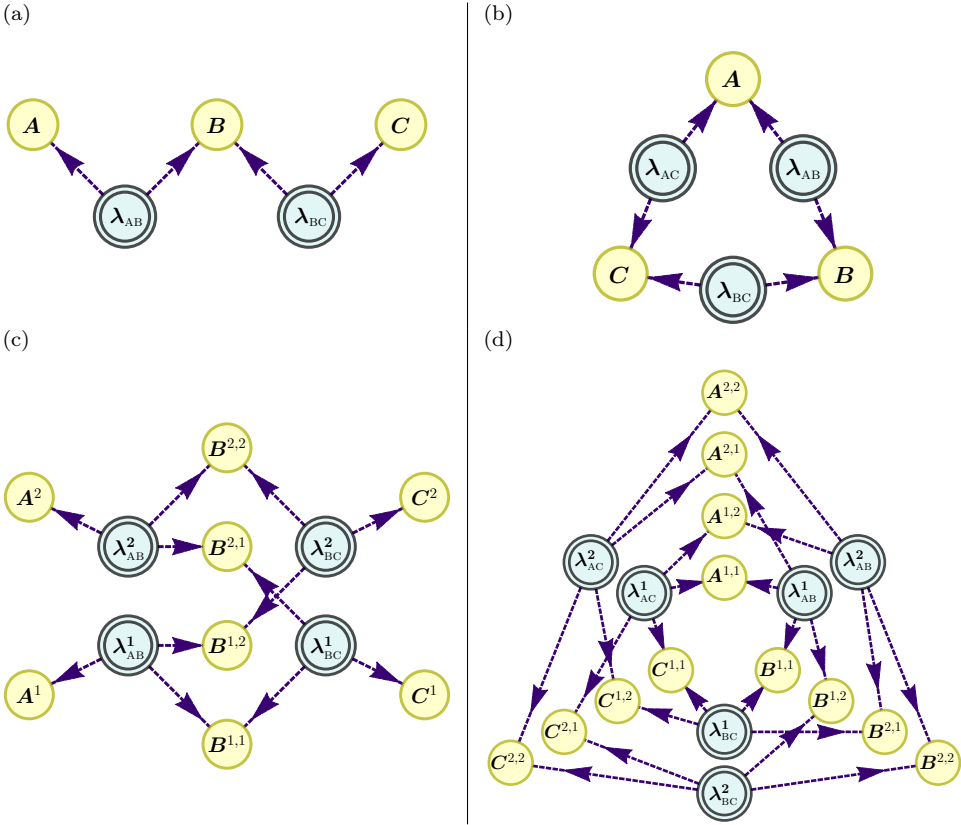 (a)
A B C
λAB λBC
(b)
A
λAC λAB
C B
λBC
(c)
B2,2
A2 C2
λ2AB B2,1 λ2BC
λ1AB B1,2 λ1BC
A1 C1
B1,1
(d)
A2,2
A2,1
A1,2
λ2AC A1,1 λ2AB
λ1AC λ1AB
C1,1 B1,1
C1,2 B1,2
C2,1 λ1BC B2,1
C2,2 B2,2
λ2BC